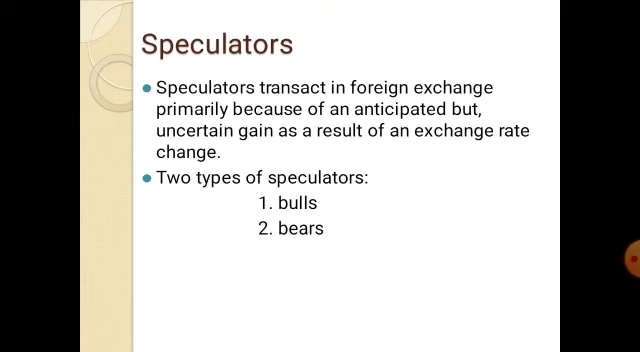 Speculators
Speculators transact in foreign exchange
primarily because of an anticipated but,
uncertain gain as a result of an exchange rate
change.
Two types of speculators:
1. bulls
2. bears